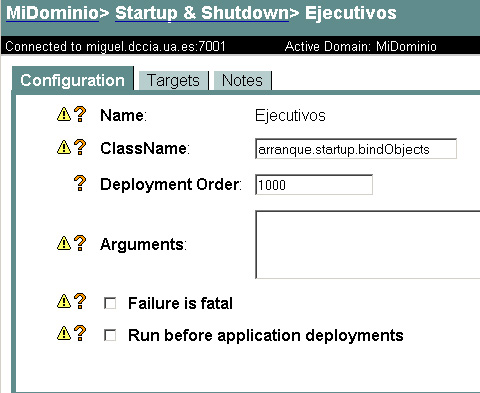 MiDominio> Startup & Shutdown> Ejecutivos
Connected to miguel.dccia.ua.es:7001 Active Domain: MiDominio
Configuration Targets Notes
? Name: Ejecutivos
? ClassName: arranque.startup.bindObjects
? Deployment Order: 1000
? Arguments:
? Failure is fatal
? Run before application deployments